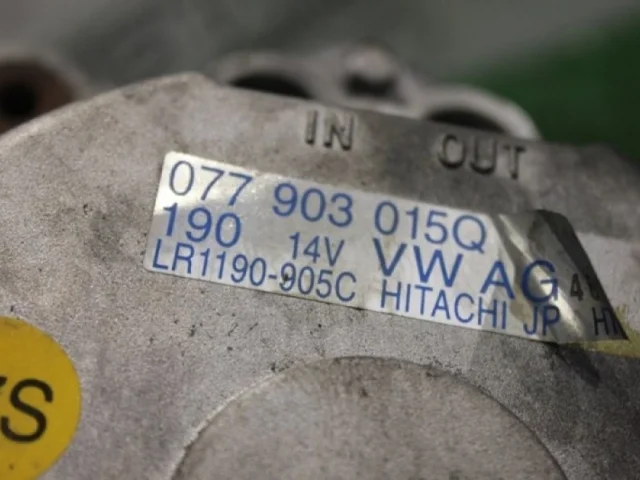 IN OUT
077 903 015Q
190 14V VW AG
LR1190-905C HITACHI JP